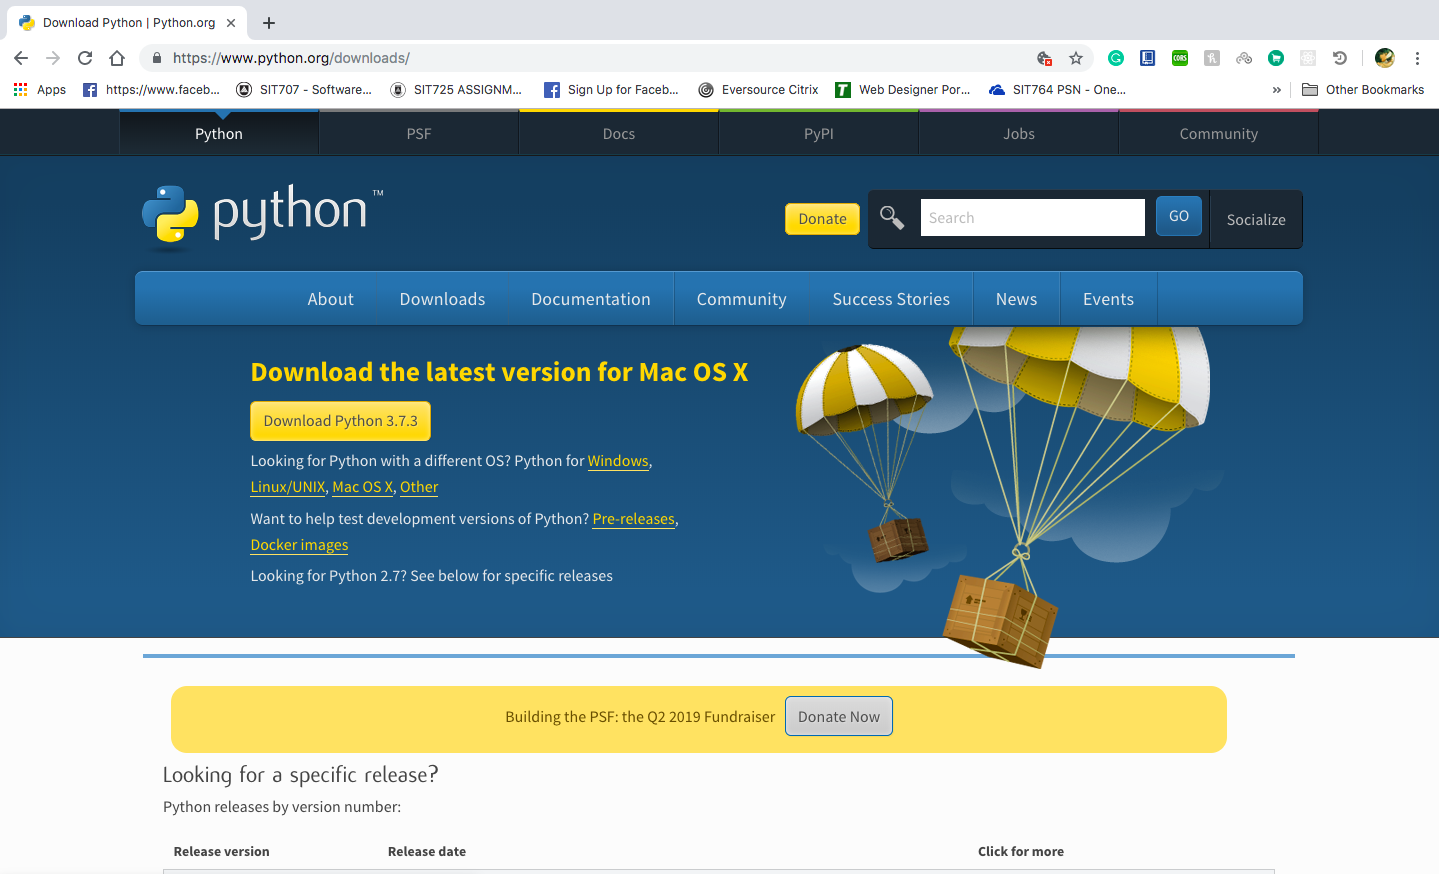 Download Python | Python.org
https://www.python.org/downloads/
Apps https://www.faceb... SIT707 - Software... SIT725 ASSIGNM... Sign Up for Faceb... Eversource Citrix Web Designer Por... SIT764 PSN - One... » Other Bookmarks
Python PSF Docs PyPI Jobs Community
python™
Donate Search GO Socialize
About Downloads Documentation Community Success Stories News Events
Download the latest version for Mac OS X
Download Python 3.7.3
Looking for Python with a different OS? Python for Windows,
Linux/UNIX, Mac OS X, Other
Want to help test development versions of Python? Pre-releases,
Docker images
Looking for Python 2.7? See below for specific releases
Building the PSF: the Q2 2019 Fundraiser Donate Now
Looking for a specific release?
Python releases by version number:
Release version Release date Click for more